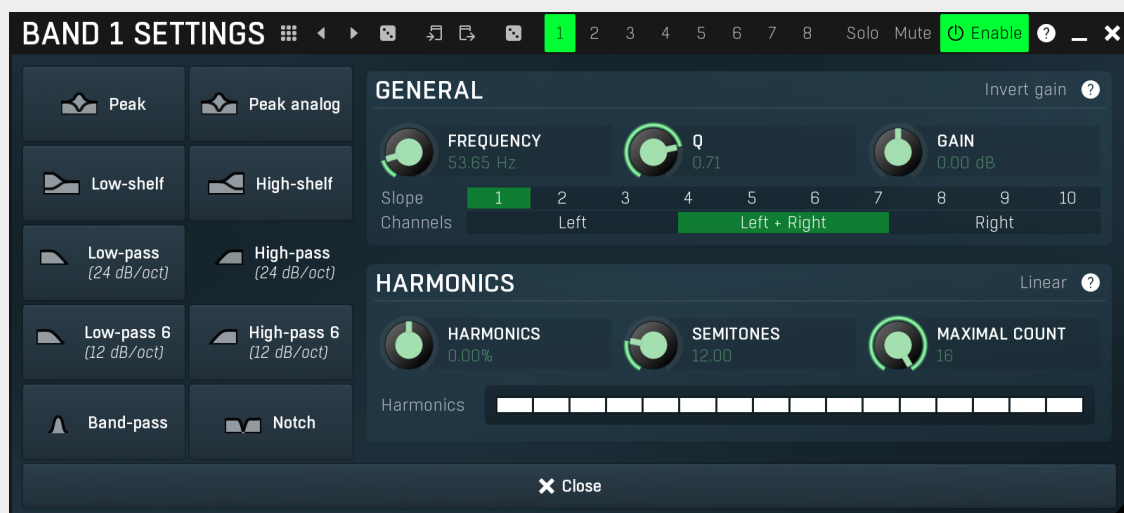 BAND 1 SETTINGS 1 2 3 4 5 6 7 8 Solo Mute Enable ?
Peak
Peak analog
Low-shelf
High-shelf
Low-pass
(24 dB/oct)
High-pass
(24 dB/oct)
Low-pass 6
(12 dB/oct)
High-pass 6
(12 dB/oct)
Band-pass
Notch
GENERAL Invert gain ?
FREQUENCY
53.65 Hz
Q
0.71
GAIN
0.00 dB
Slope 1 2 3 4 5 6 7 8 9 10
Channels Left Left + Right Right
HARMONICS Linear ?
HARMONICS
0.00%
SEMITONES
12.00
MAXIMAL COUNT
16
Harmonics
Close